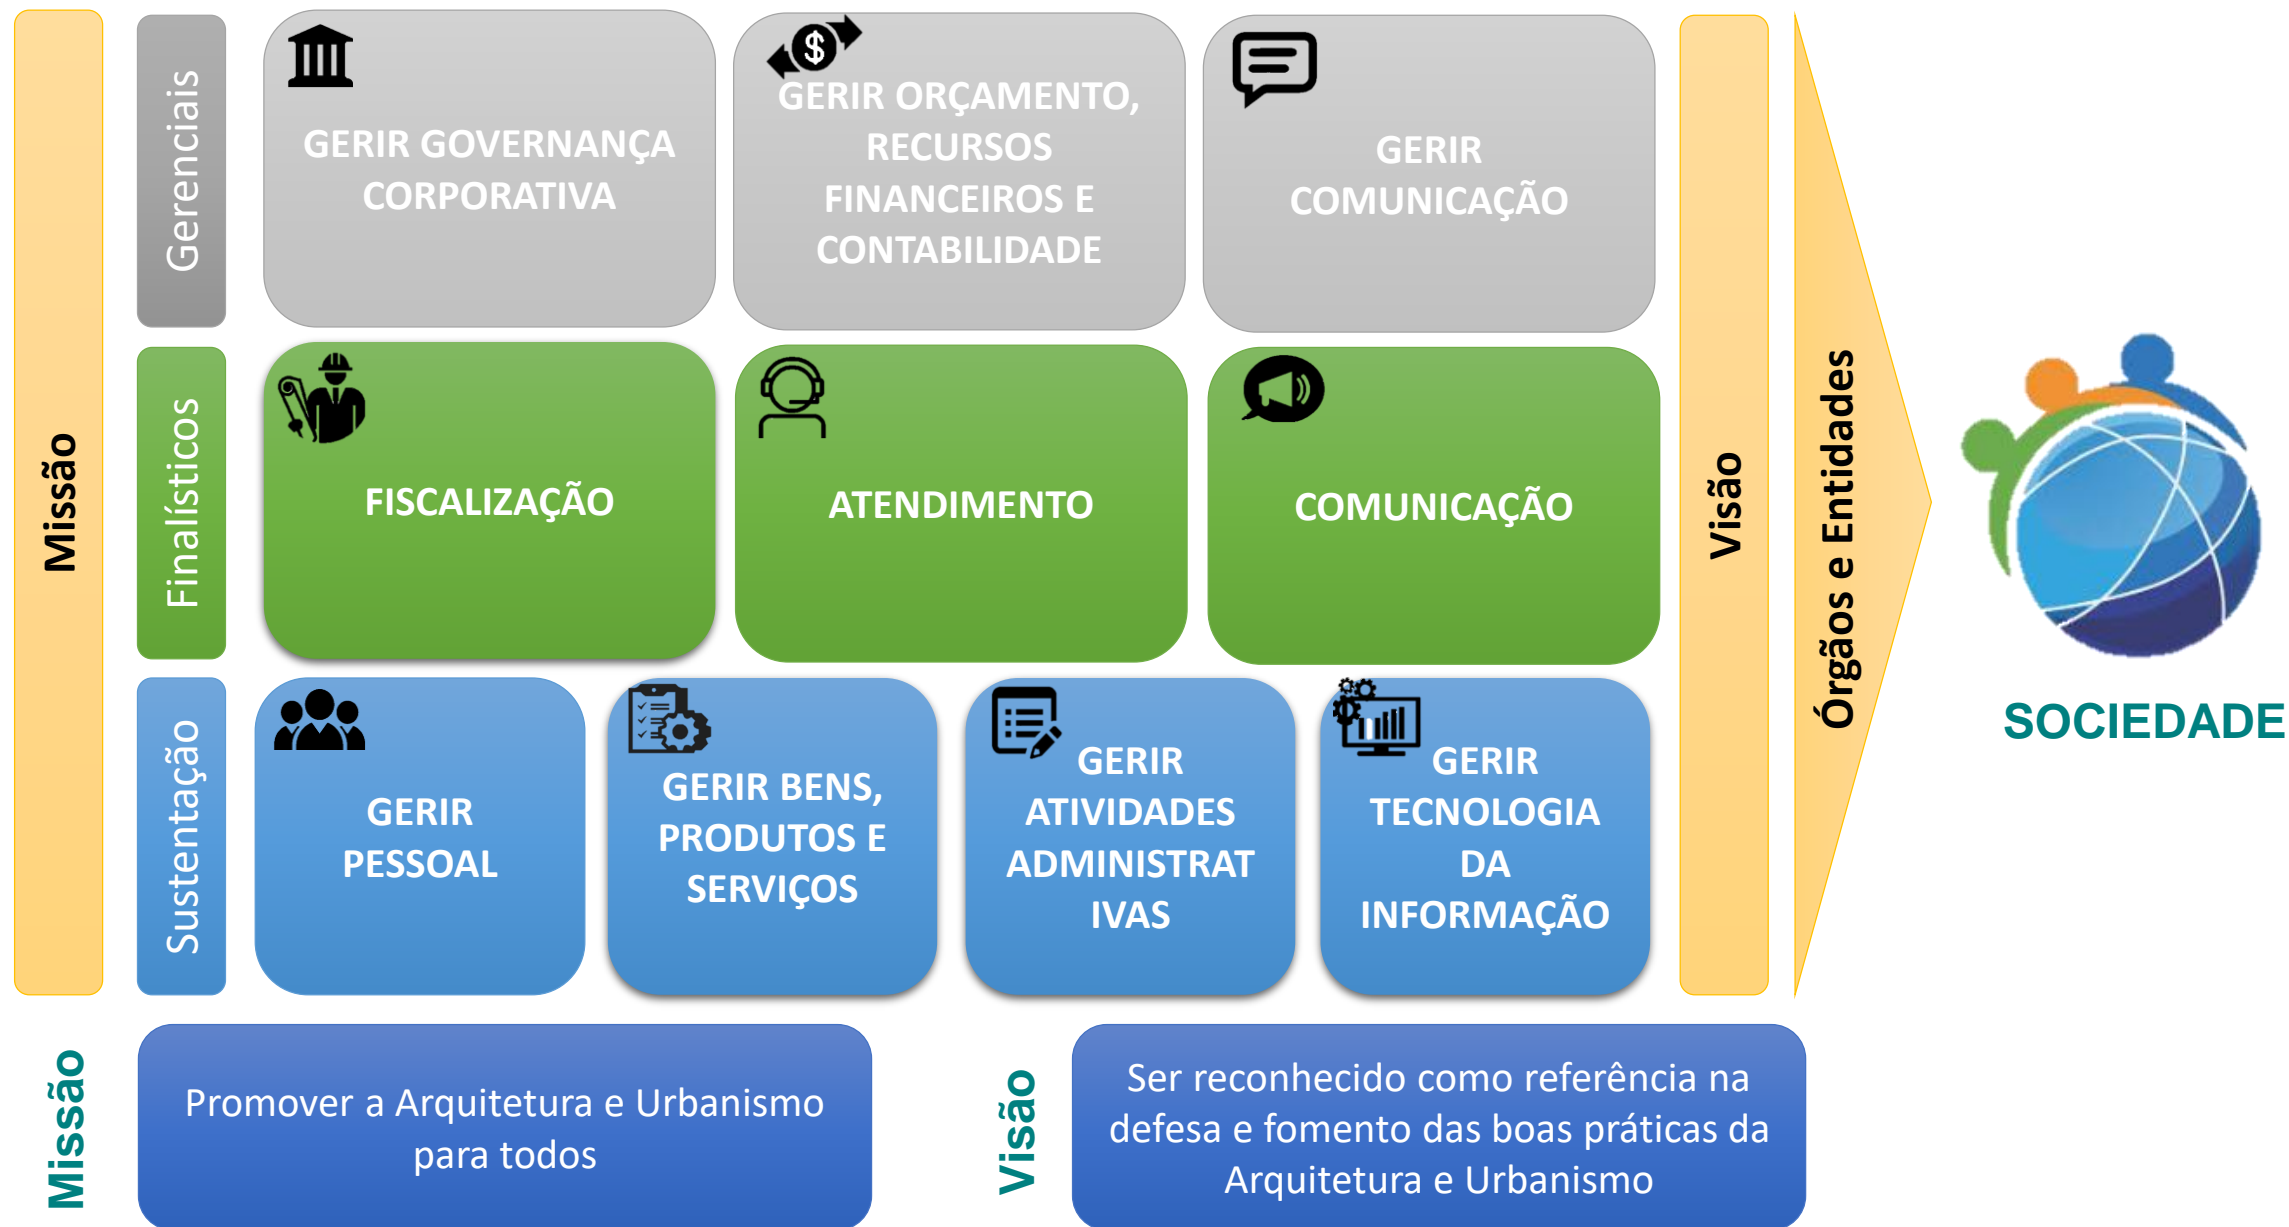 Missão
Gerenciais
GERIR GOVERNANÇA
CORPORATIVA
$
GERIR ORÇAMENTO,
RECURSOS
FINANCEIROS E
CONTABILIDADE
GERIR
COMUNICAÇÃO
Finalísticos
FISCALIZAÇÃO
ATENDIMENTO
COMUNICAÇÃO
Sustentação
GERIR
PESSOAL
GERIR BENS,
PRODUTOS E
SERVIÇOS
GERIR
ATIVIDADES
ADMINISTRAT
IVAS
GERIR
TECNOLOGIA
DA
INFORMAÇÃO
Visão
Órgãos e Entidades
SOCIEDADE
Missão
Promover a Arquitetura e Urbanismo
para todos
Visão
Ser reconhecido como referência na
defesa e fomento das boas práticas da
Arquitetura e Urbanismo